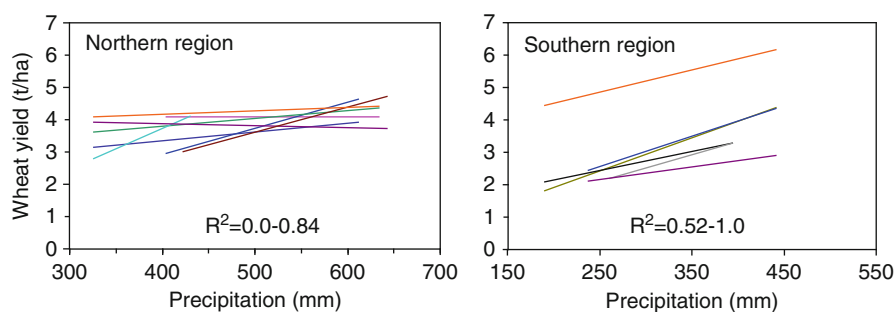 Northern region
Wheat yield (t/ha)
7
6
5
4
3
2
1
0
R²=0.0-0.84
300 400 500 600 700
Precipitation (mm)
Southern region
7
6
5
4
3
2
1
0
R²=0.52-1.0
150 250 350 450 550
Precipitation (mm)